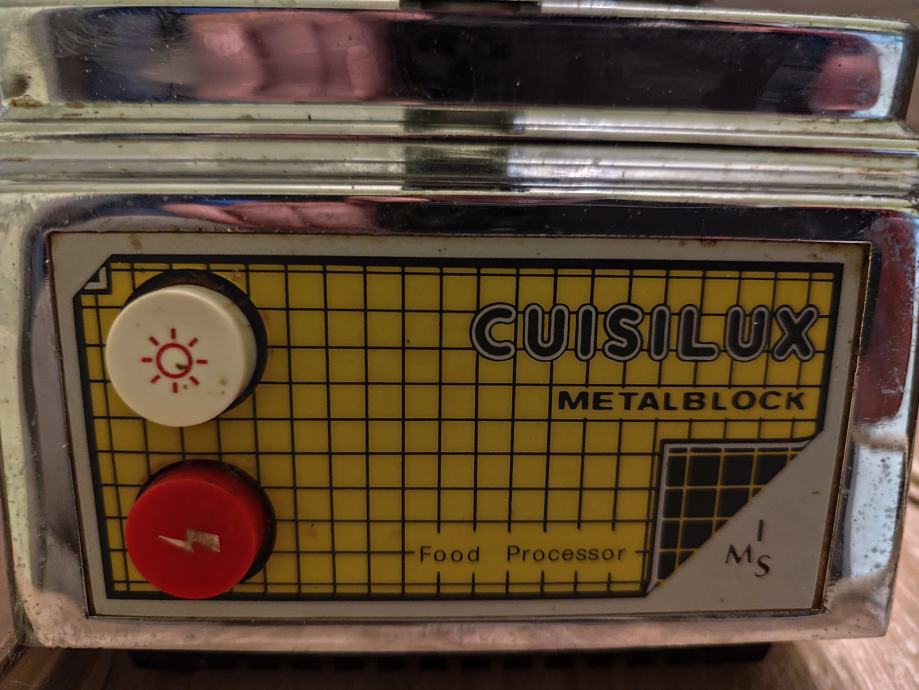 CUISILUX
METALBLOCK
Food Processor
I
MS